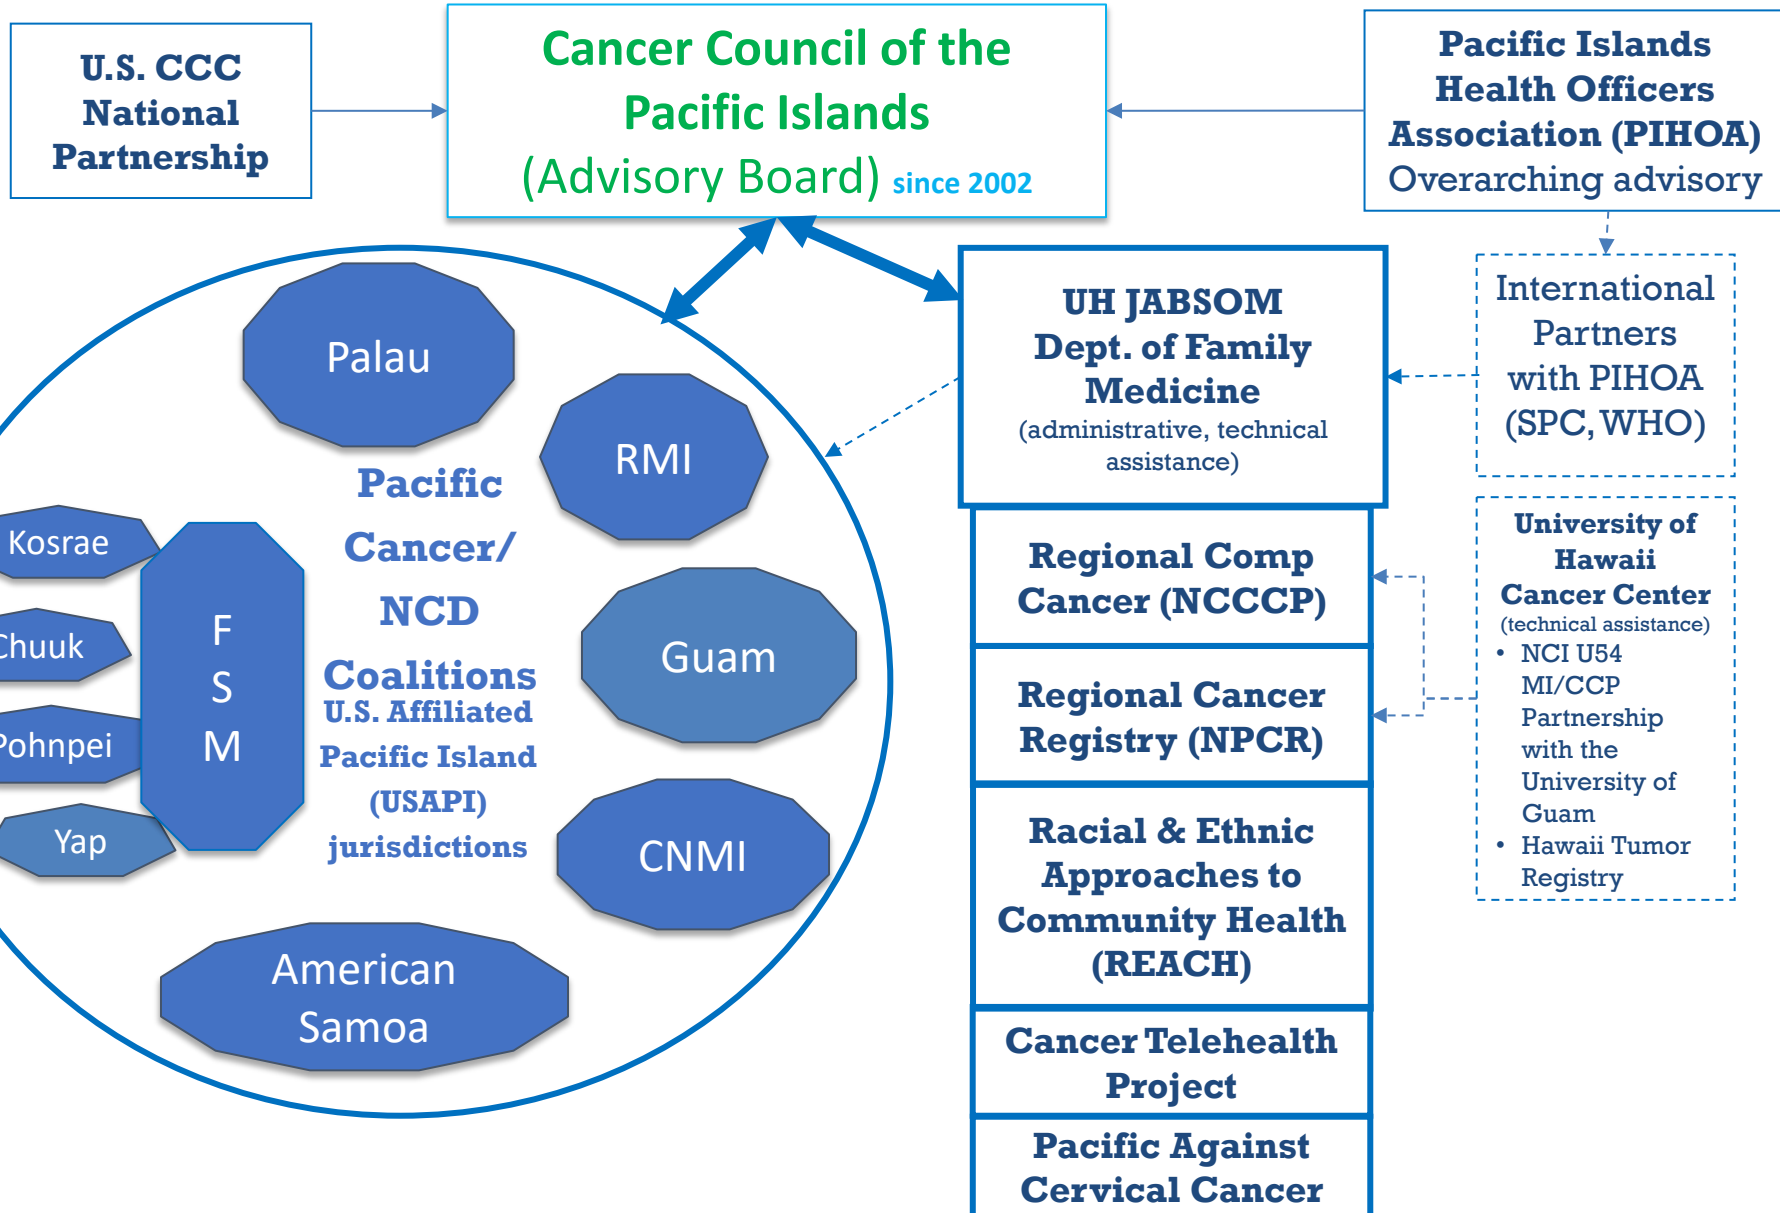 U.S. CCC
National
Partnership
Cancer Council of the
Pacific Islands
(Advisory Board) since 2002
Pacific Islands
Health Officers
Association (PIHOA)
Overarching advisory
International
Partners
with PIHOA
(SPC, WHO)
UH JABSOM
Dept. of Family
Medicine
(administrative, technical
assistance)
Palau
RMI
Pacific
Cancer/
NCD
Coalitions
U.S. Affiliated
Pacific Island
(USAPI)
jurisdictions
Kosrae
Chuuk
Pohnpei
Yap
F
S
M
Guam
CNMI
American
Samoa
Regional Comp
Cancer (NCCCP)
Regional Cancer
Registry (NPCR)
Racial & Ethnic
Approaches to
Community Health
(REACH)
Cancer Telehealth
Project
Pacific Against
Cervical Cancer
University of
Hawaii
Cancer Center
(technical assistance)
• NCI U54
MI/CCP
Partnership
with the
University of
Guam
• Hawaii Tumor
Registry